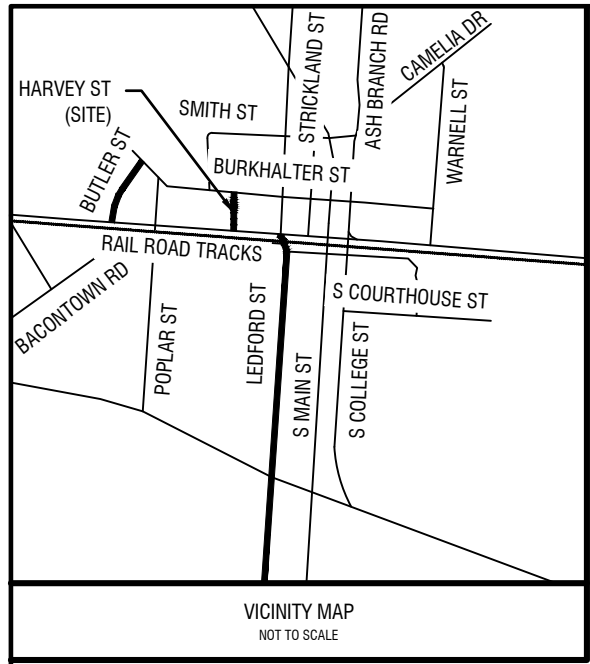 HARVEY ST
(SITE)
SMITH ST
STRICKLAND ST
ASH BRANCH RD
CAMELIA DR
WARNELL ST
BURKHALTER ST
BUTLER ST
RAIL ROAD TRACKS
BACONTOWN RD
POPLAR ST
LEDFORD ST
S MAIN ST
S COLLEGE ST
S COURTHOUSE ST
VICINITY MAP
NOT TO SCALE